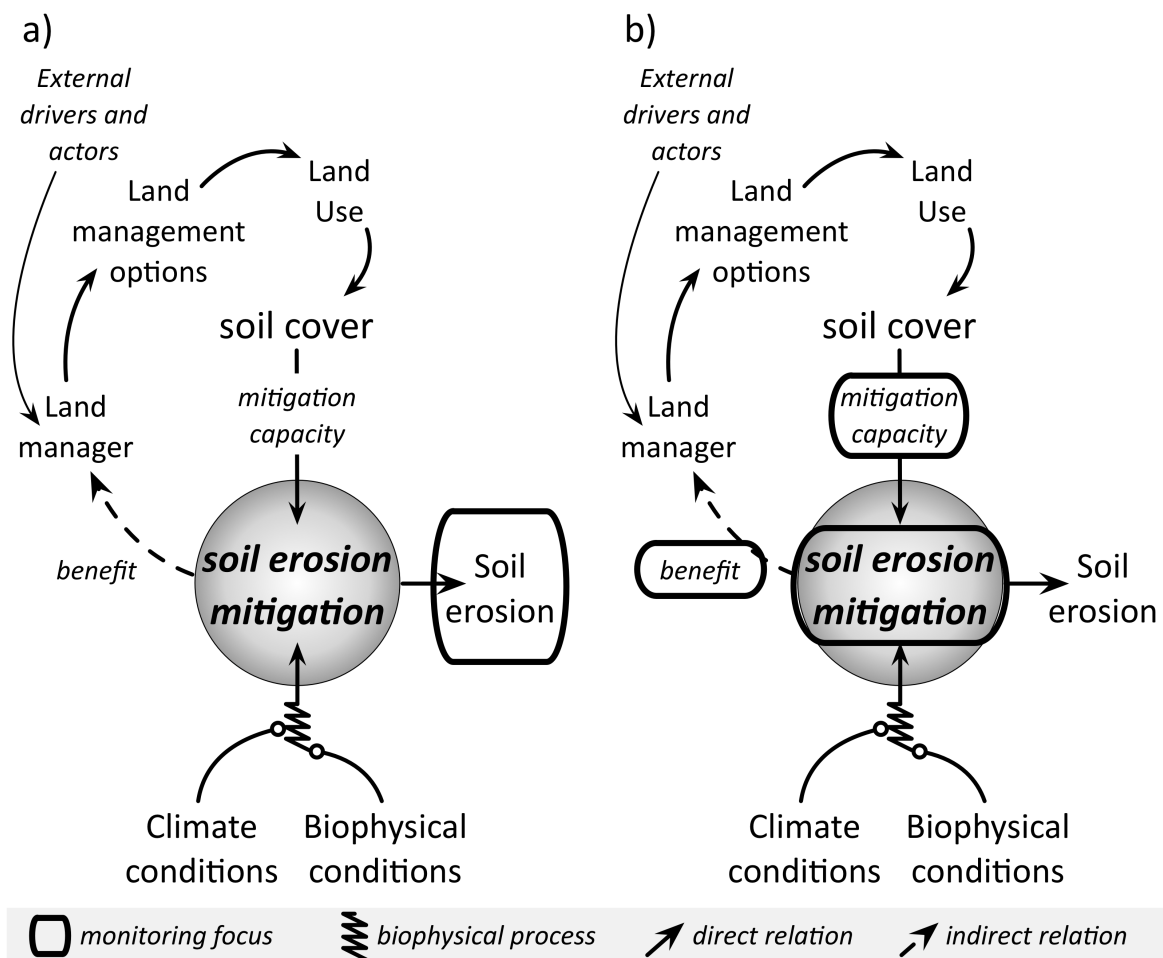 a)
External
drivers and
actors
Land
management
options
Land
Use
soil cover
mitigation
capacity
Land
manager
benefit
soil erosion
mitigation
Soil
erosion
Climate
conditions
Biophysical
conditions
b)
External
drivers and
actors
Land
management
options
Land
Use
soil cover
mitigation
capacity
Land
manager
benefit
soil erosion
mitigation
Soil
erosion
Climate
conditions
Biophysical
conditions
monitoring focus
biophysical process
direct relation
indirect relation